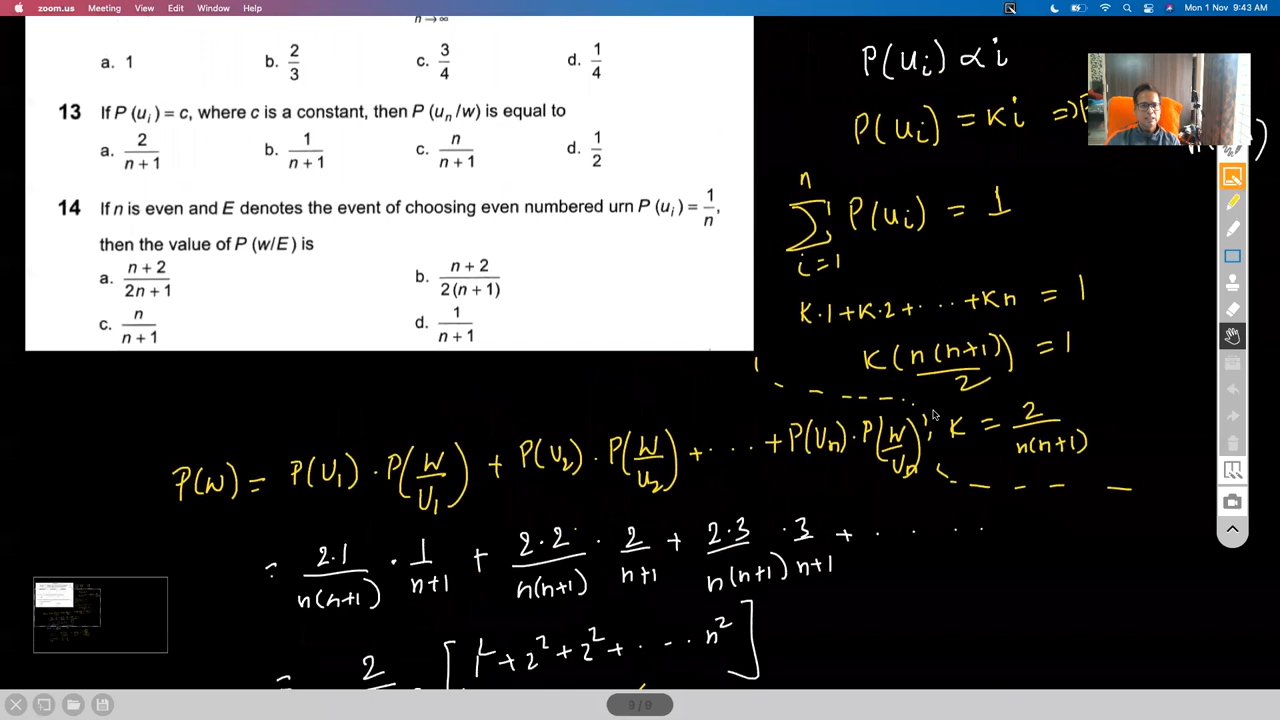 zoom.us Meeting View Edit Window Help Mon 1 Nov 9:43 AM
n → ∞
a. 1 b. 2/3 c. 3/4 d. 1/4
13 If P (u_i) = c, where c is a constant, then P (u_n /w) is equal to
a. 2/(n + 1) b. 1/(n + 1) c. n/(n + 1) d. 1/2
14 If n is even and E denotes the event of choosing even numbered urn P (u_i) = 1/n,
then the value of P (w/E) is
a. (n + 2)/(2n + 1) b. (n + 2)/(2(n + 1))
c. n/(n + 1) d. 1/(n + 1)
P(u_i) ∝ i
P(u_i) = K i ⇒
n
∑ P(u_i) = 1
i=1
K·1 + K·2 + · · · + Kn = 1
K (n(n+1)/2) = 1
K = 2/(n(n+1))
P(W) = P(U_1) · P(W/U_1) + P(U_2) · P(W/U_2) + · · · + P(U_n) · P(W/U_n)
= 2·1/(n(n+1)) · 1/(n+1) + 2·2/(n(n+1)) · 2/(n+1) + 2·3/(n(n+1)) · 3/(n+1) + · · · ·
= 2 [1² + 2² + 2² + · · · n²]
9 / 9